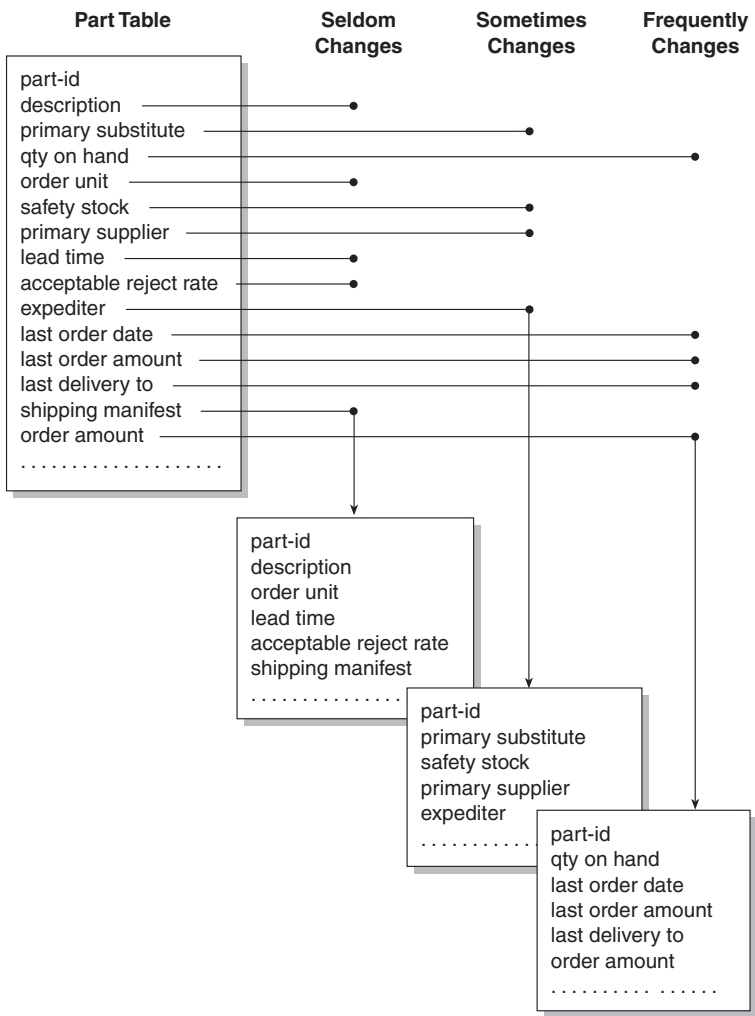 Part Table
Seldom
Changes
Sometimes
Changes
Frequently
Changes
part-id
description
primary substitute
qty on hand
order unit
safety stock
primary supplier
lead time
acceptable reject rate
expediter
last order date
last order amount
last delivery to
shipping manifest
order amount
. . . . . . . . . . . . . . . . . . . .
part-id
description
order unit
lead time
acceptable reject rate
shipping manifest
. . . . . . . . . . . . . . .
part-id
primary substitute
safety stock
primary supplier
expediter
. . . . . . . . . . . .
part-id
qty on hand
last order date
last order amount
last delivery to
order amount
. . . . . . . . . . . . . . . .